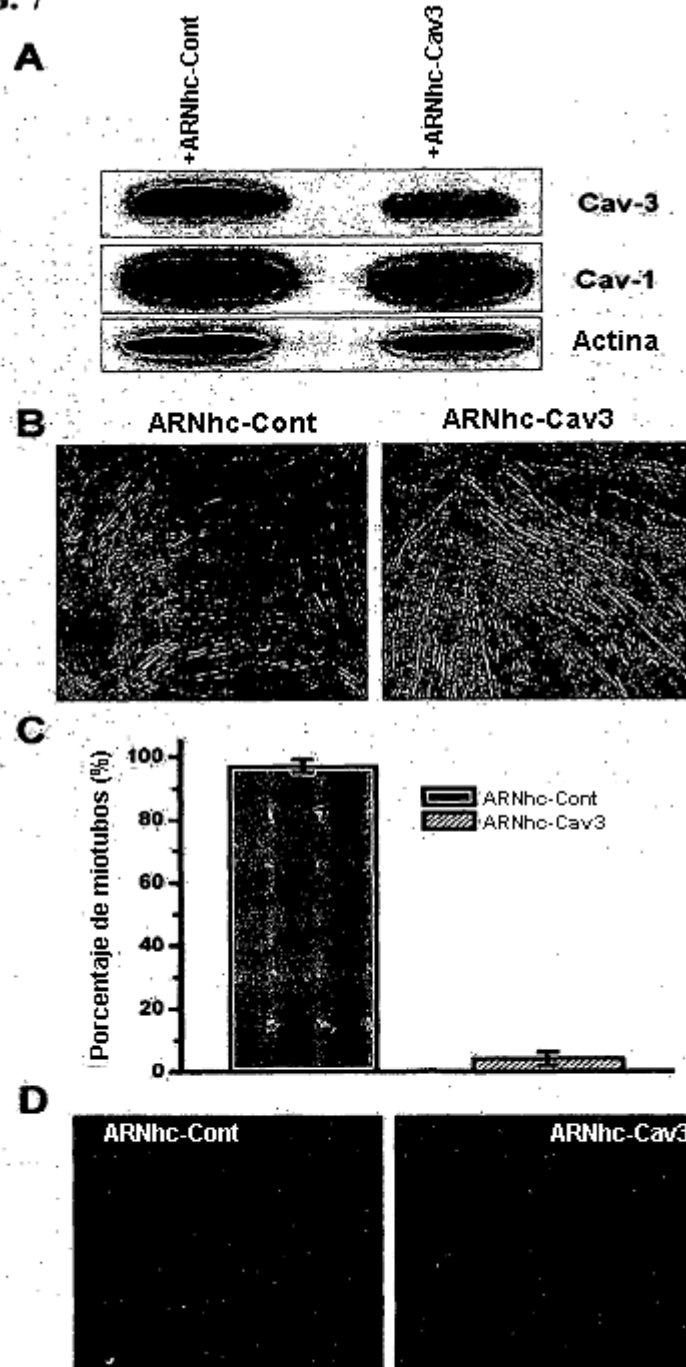 7
A
+ARNhc-Cont
+ARNhc-Cav3
Cav-3
Cav-1
Actina
B
ARNhc-Cont
ARNhc-Cav3
C
Porcentaje de miotubos (%)
100
80
60
40
20
0
ARNhc-Cont
ARNhc-Cav3
D
ARNhc-Cont
ARNhc-Cav3